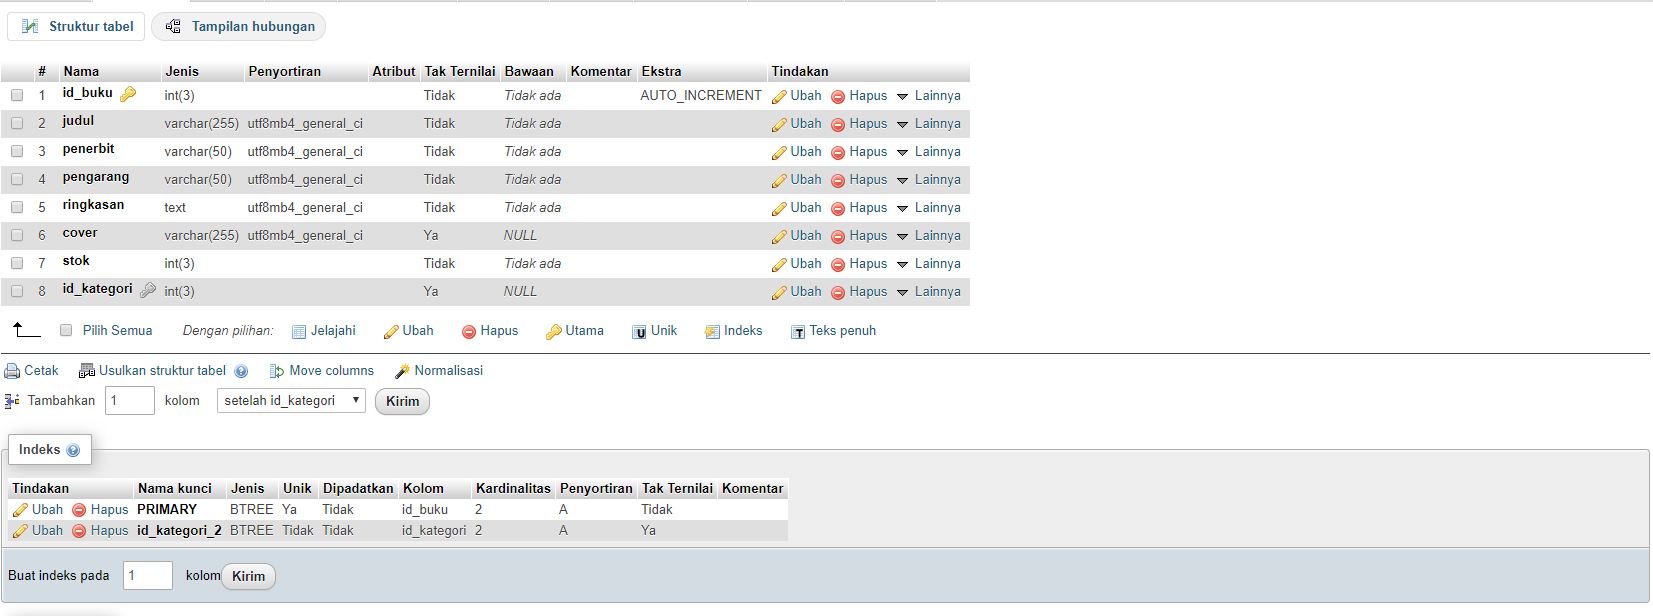 Struktur tabel Tampilan hubungan
# Nama Jenis Penyortiran Atribut Tak Ternilai Bawaan Komentar Ekstra Tindakan
1 id_buku int(3) Tidak Tidak ada AUTO_INCREMENT Ubah Hapus Lainnya
2 judul varchar(255) utf8mb4_general_ci Tidak Tidak ada Ubah Hapus Lainnya
3 penerbit varchar(50) utf8mb4_general_ci Tidak Tidak ada Ubah Hapus Lainnya
4 pengarang varchar(50) utf8mb4_general_ci Tidak Tidak ada Ubah Hapus Lainnya
5 ringkasan text utf8mb4_general_ci Tidak Tidak ada Ubah Hapus Lainnya
6 cover varchar(255) utf8mb4_general_ci Ya NULL Ubah Hapus Lainnya
7 stok int(3) Tidak Tidak ada Ubah Hapus Lainnya
8 id_kategori int(3) Ya NULL Ubah Hapus Lainnya
Pilih Semua Dengan pilihan: Jelajahi Ubah Hapus Utama U Unik Indeks T Teks penuh
Cetak Usulkan struktur tabel Move columns Normalisasi
Tambahkan 1 kolom setelah id_kategori Kirim
Indeks
Tindakan Nama kunci Jenis Unik Dipadatkan Kolom Kardinalitas Penyortiran Tak Ternilai Komentar
Ubah Hapus PRIMARY BTREE Ya Tidak id_buku 2 A Tidak
Ubah Hapus id_kategori_2 BTREE Tidak Tidak id_kategori 2 A Ya
Buat indeks pada 1 kolom Kirim